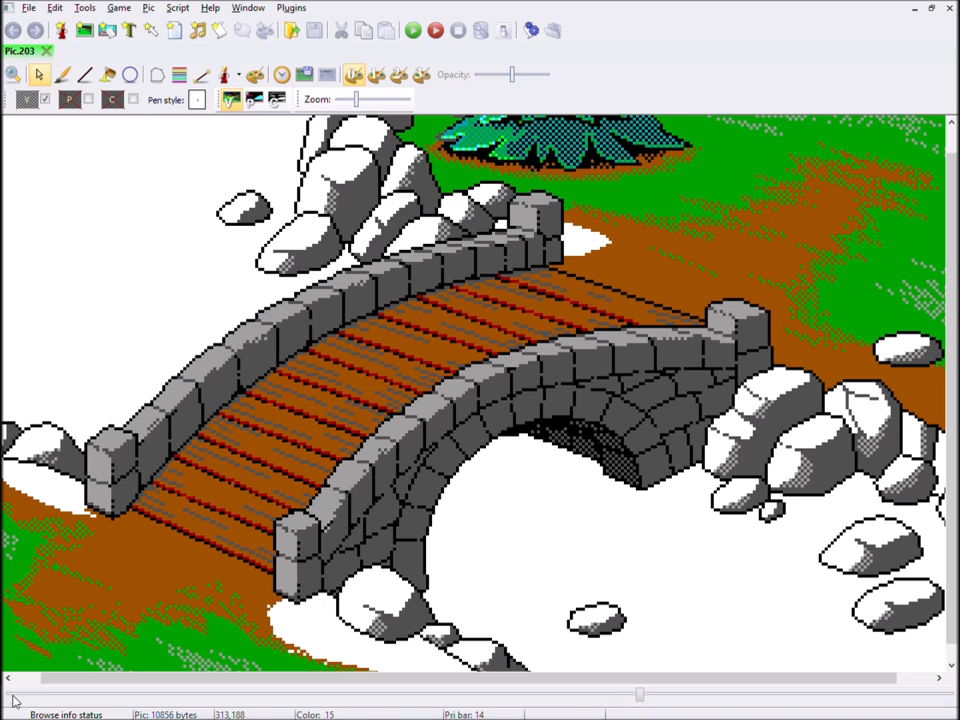 File Edit Tools Game Pic Script Help Window Plugins
Pic.203
Opacity:
V P C Pen style: V P C Zoom:
Browse info status Pic: 10856 bytes 313,188 Color: 15 Pri bar: 14